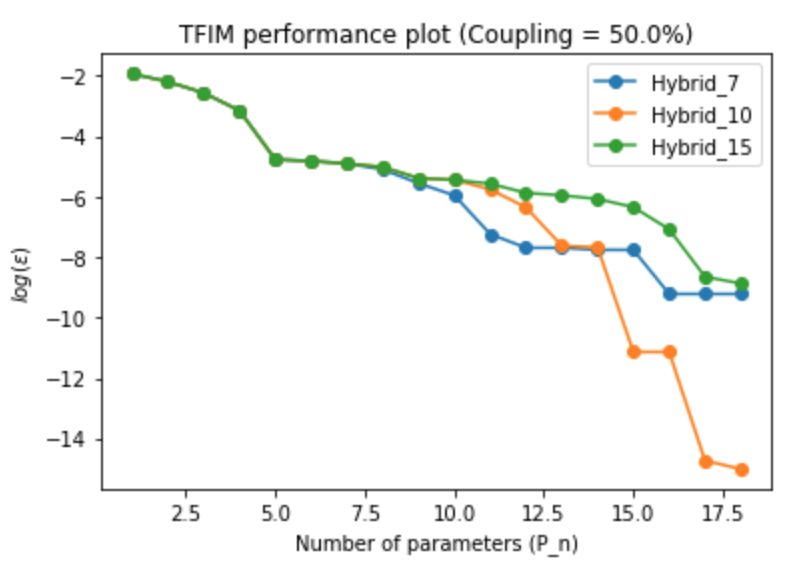 TFIM performance plot (Coupling = 50.0%)
Hybrid_7
Hybrid_10
Hybrid_15
−2
−4
−6
−8
−10
−12
−14
log(ε)
2.5
5.0
7.5
10.0
12.5
15.0
17.5
Number of parameters (P_n)